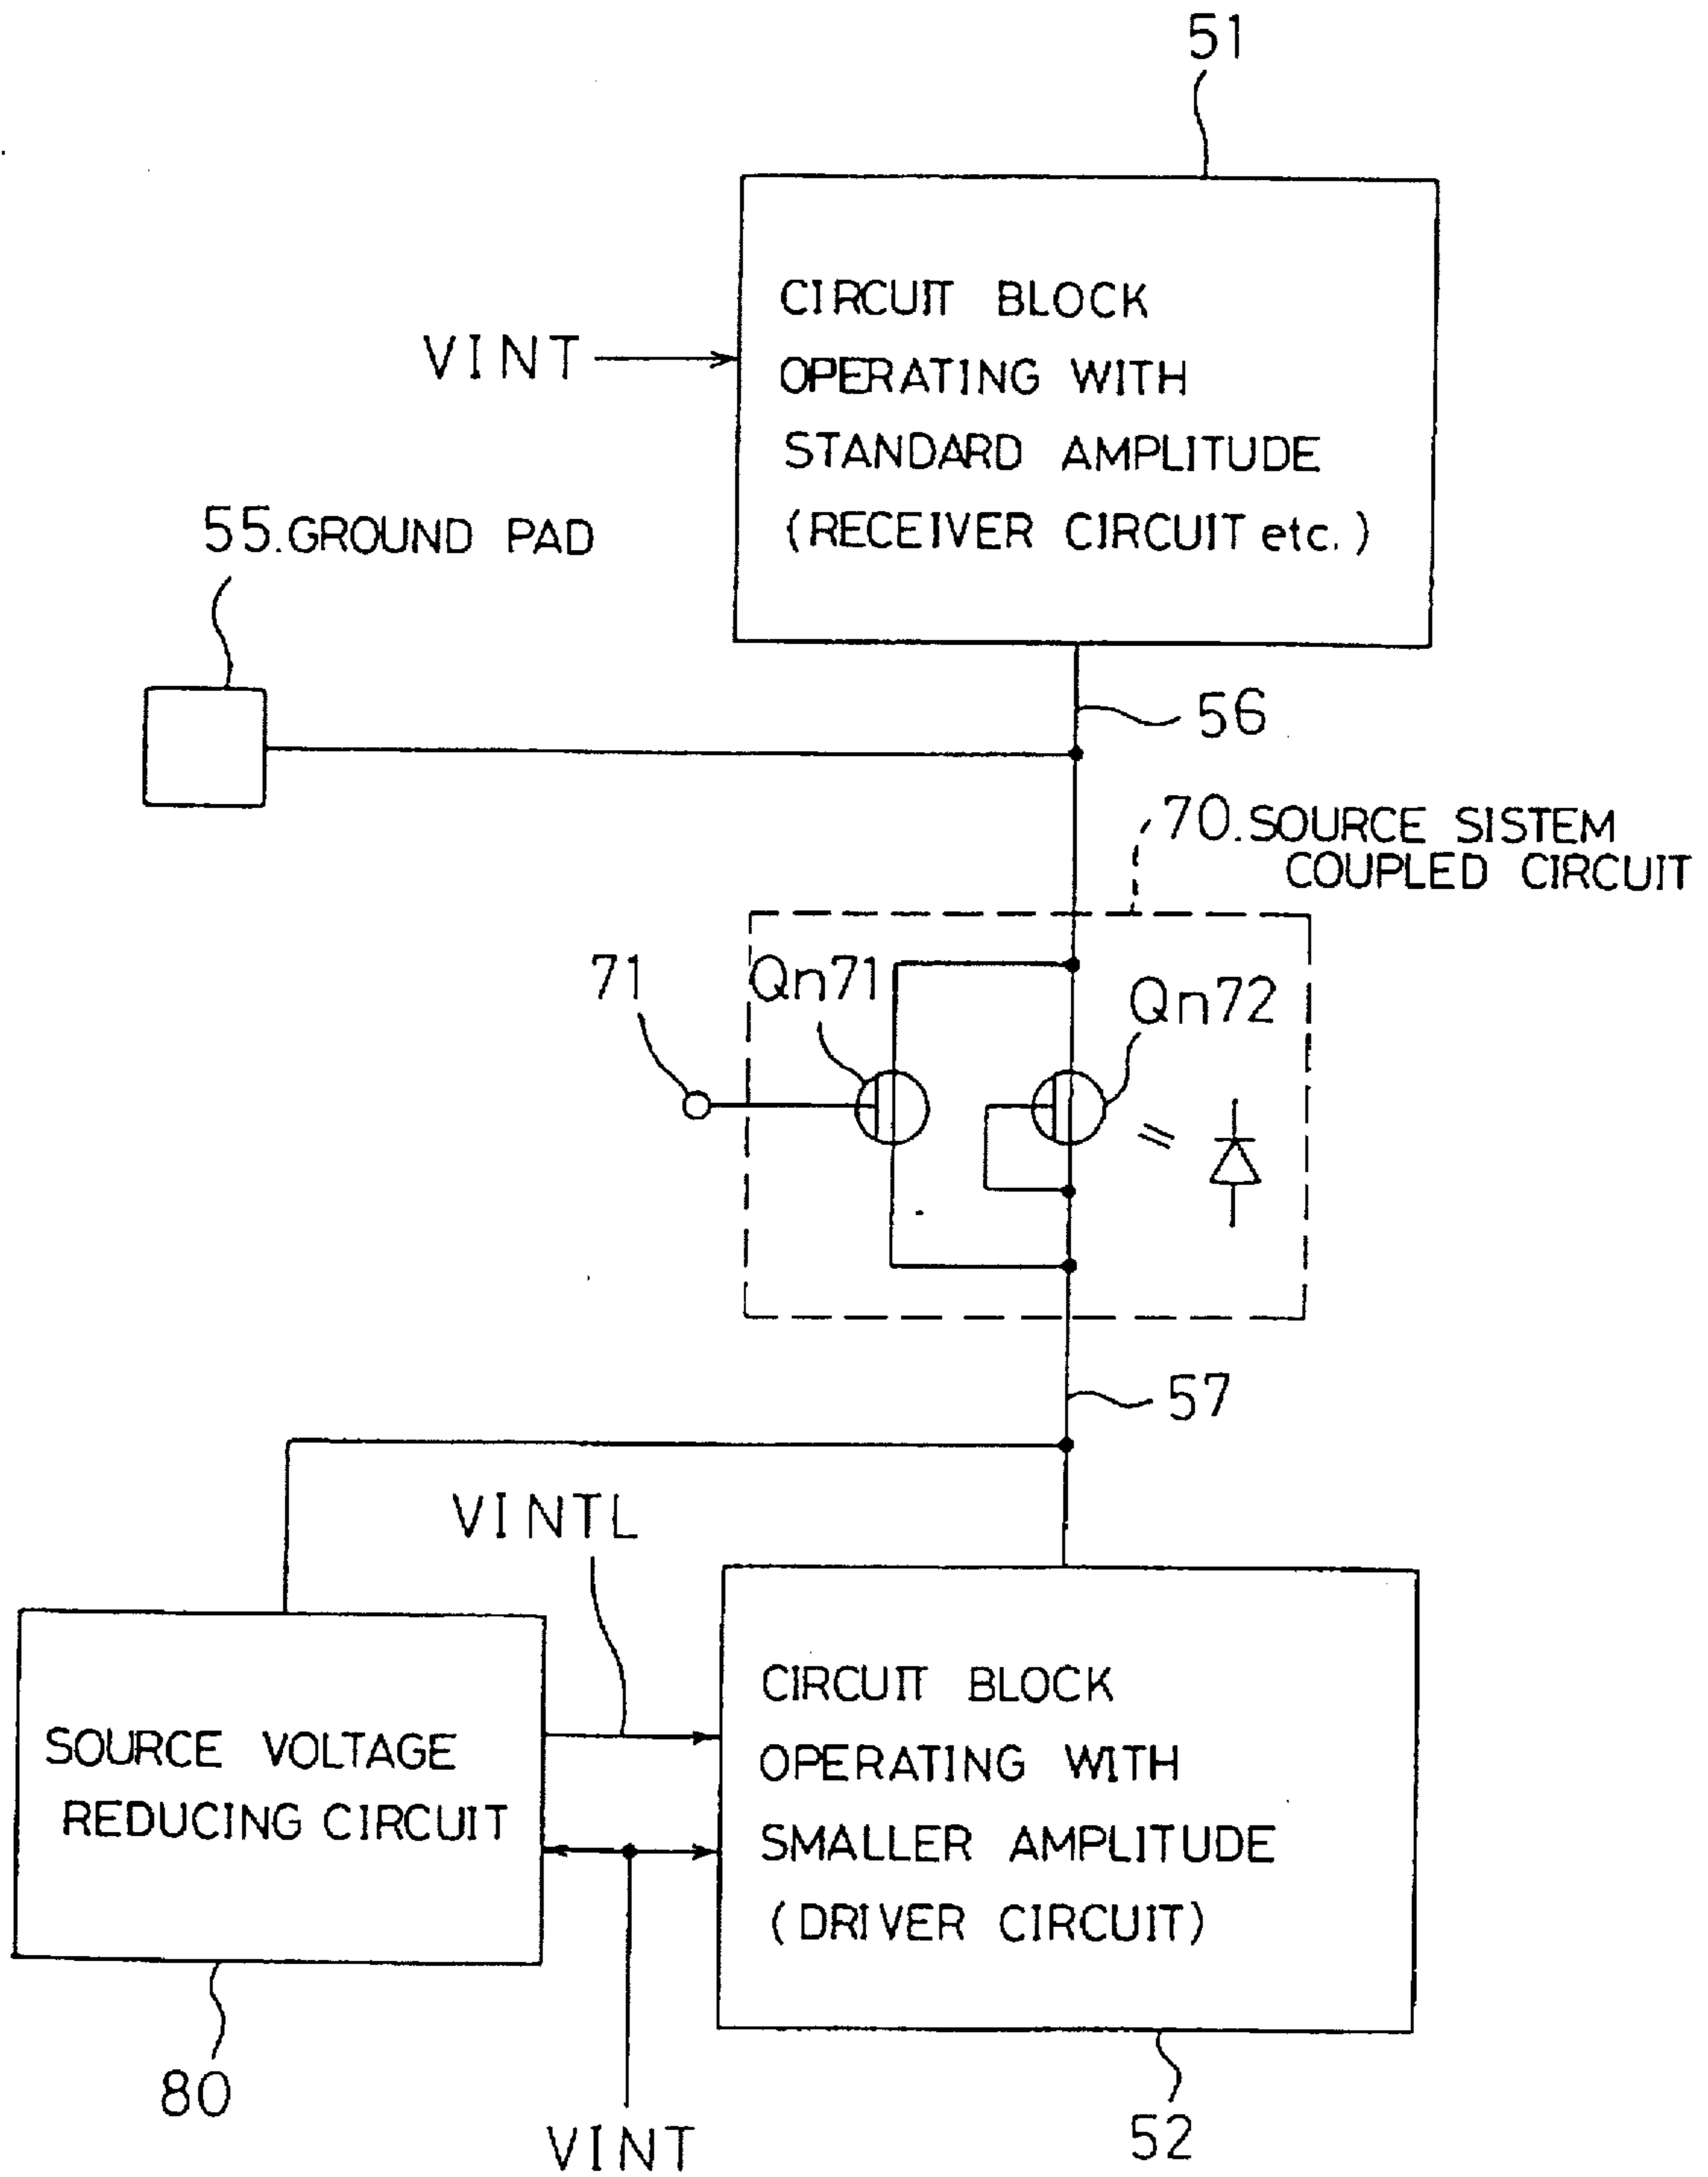 51
CIRCUIT BLOCK
OPERATING WITH
STANDARD AMPLITUDE
(RECEIVER CIRCUIT etc.)
VINT
55.GROUND PAD
56
70.SOURCE SISTEM
COUPLED CIRCUIT
71
Qn71
Qn72
57
VINTL
SOURCE VOLTAGE
REDUCING CIRCUIT
CIRCUIT BLOCK
OPERATING WITH
SMALLER AMPLITUDE
(DRIVER CIRCUIT)
80
VINT
52